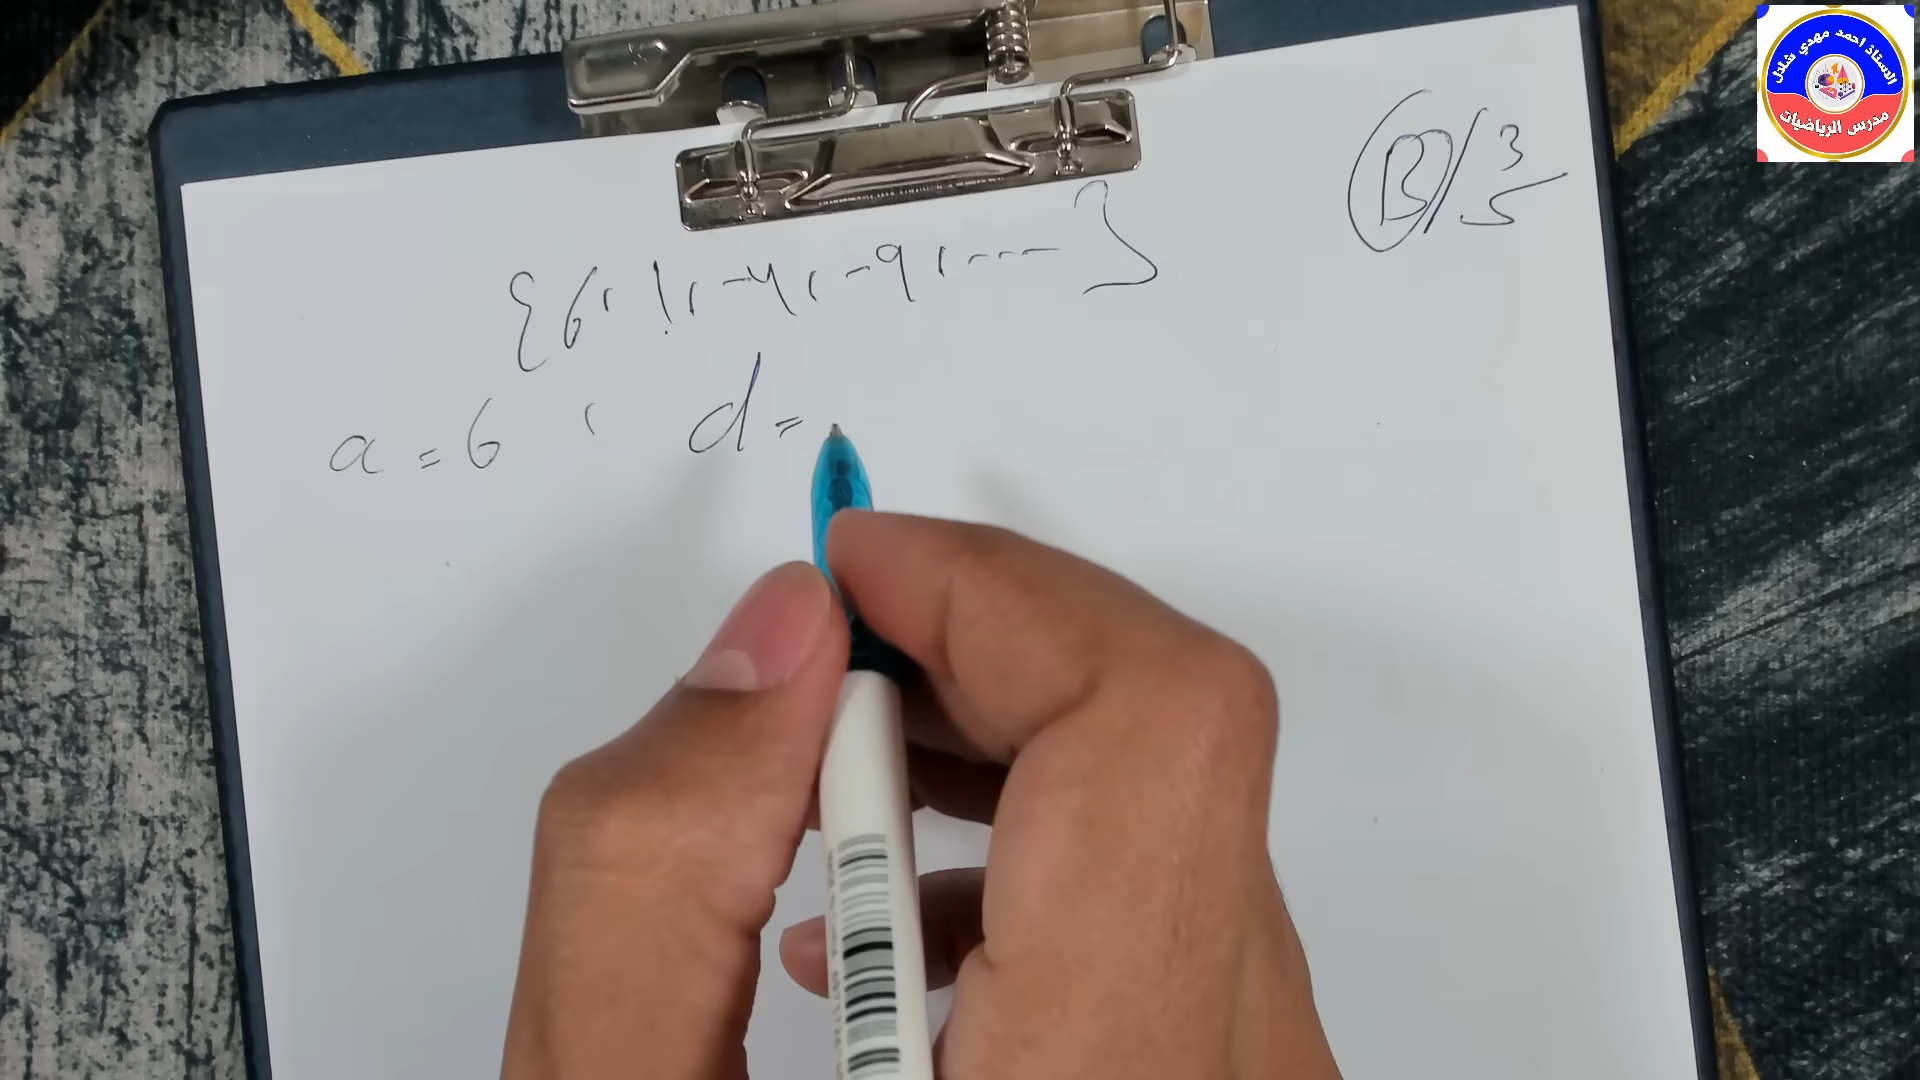 الاستاذ احمد مهدي شلال
مدرس الرياضيات
B / 3
5
{6, 1, -4, -9, ----}
a = 6 , d =